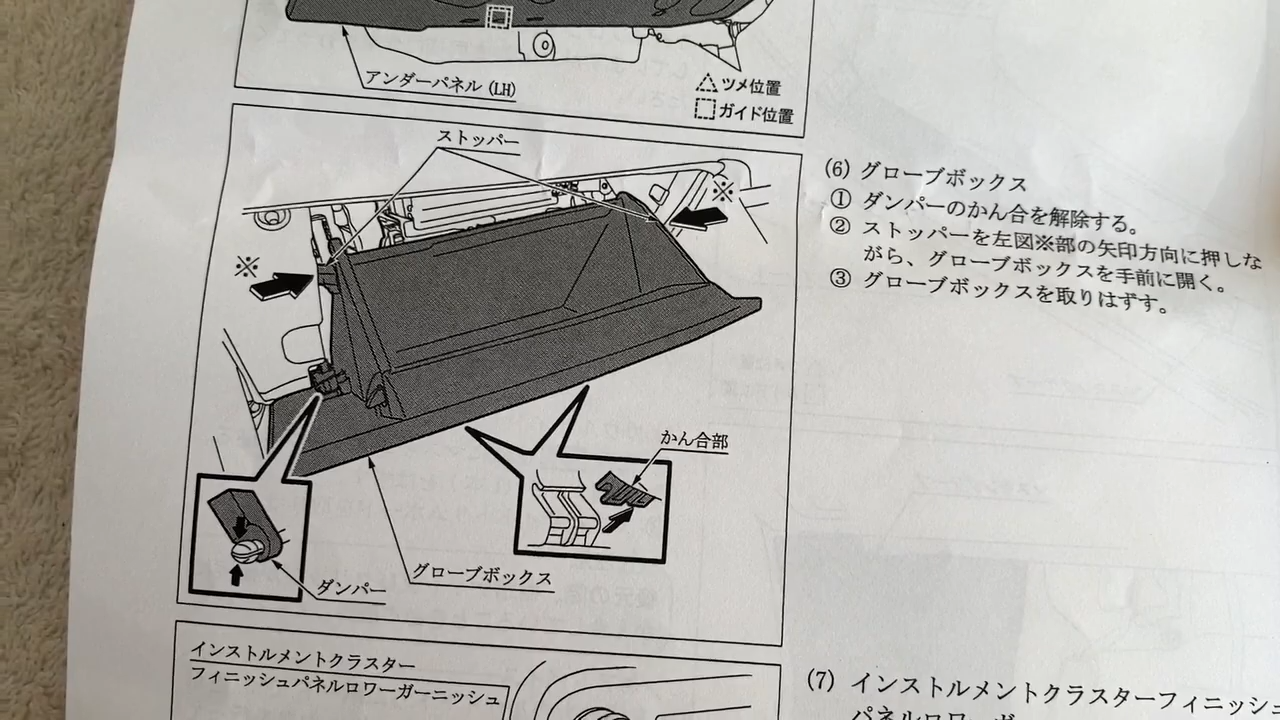 アンダーパネル (LH)
ツメ位置
ガイド位置
ストッパー
※
※
かん合部
ダンパー
グローブボックス
(6) グローブボックス
① ダンパーのかん合を解除する。
② ストッパーを左図※部の矢印方向に押しな
がら、グローブボックスを手前に開く。
③ グローブボックスを取りはずす。
インストルメントクラスター
フィニッシュパネルロワーガーニッシュ
(7) インストルメントクラスターフィニッシュ
パネルロワーガ